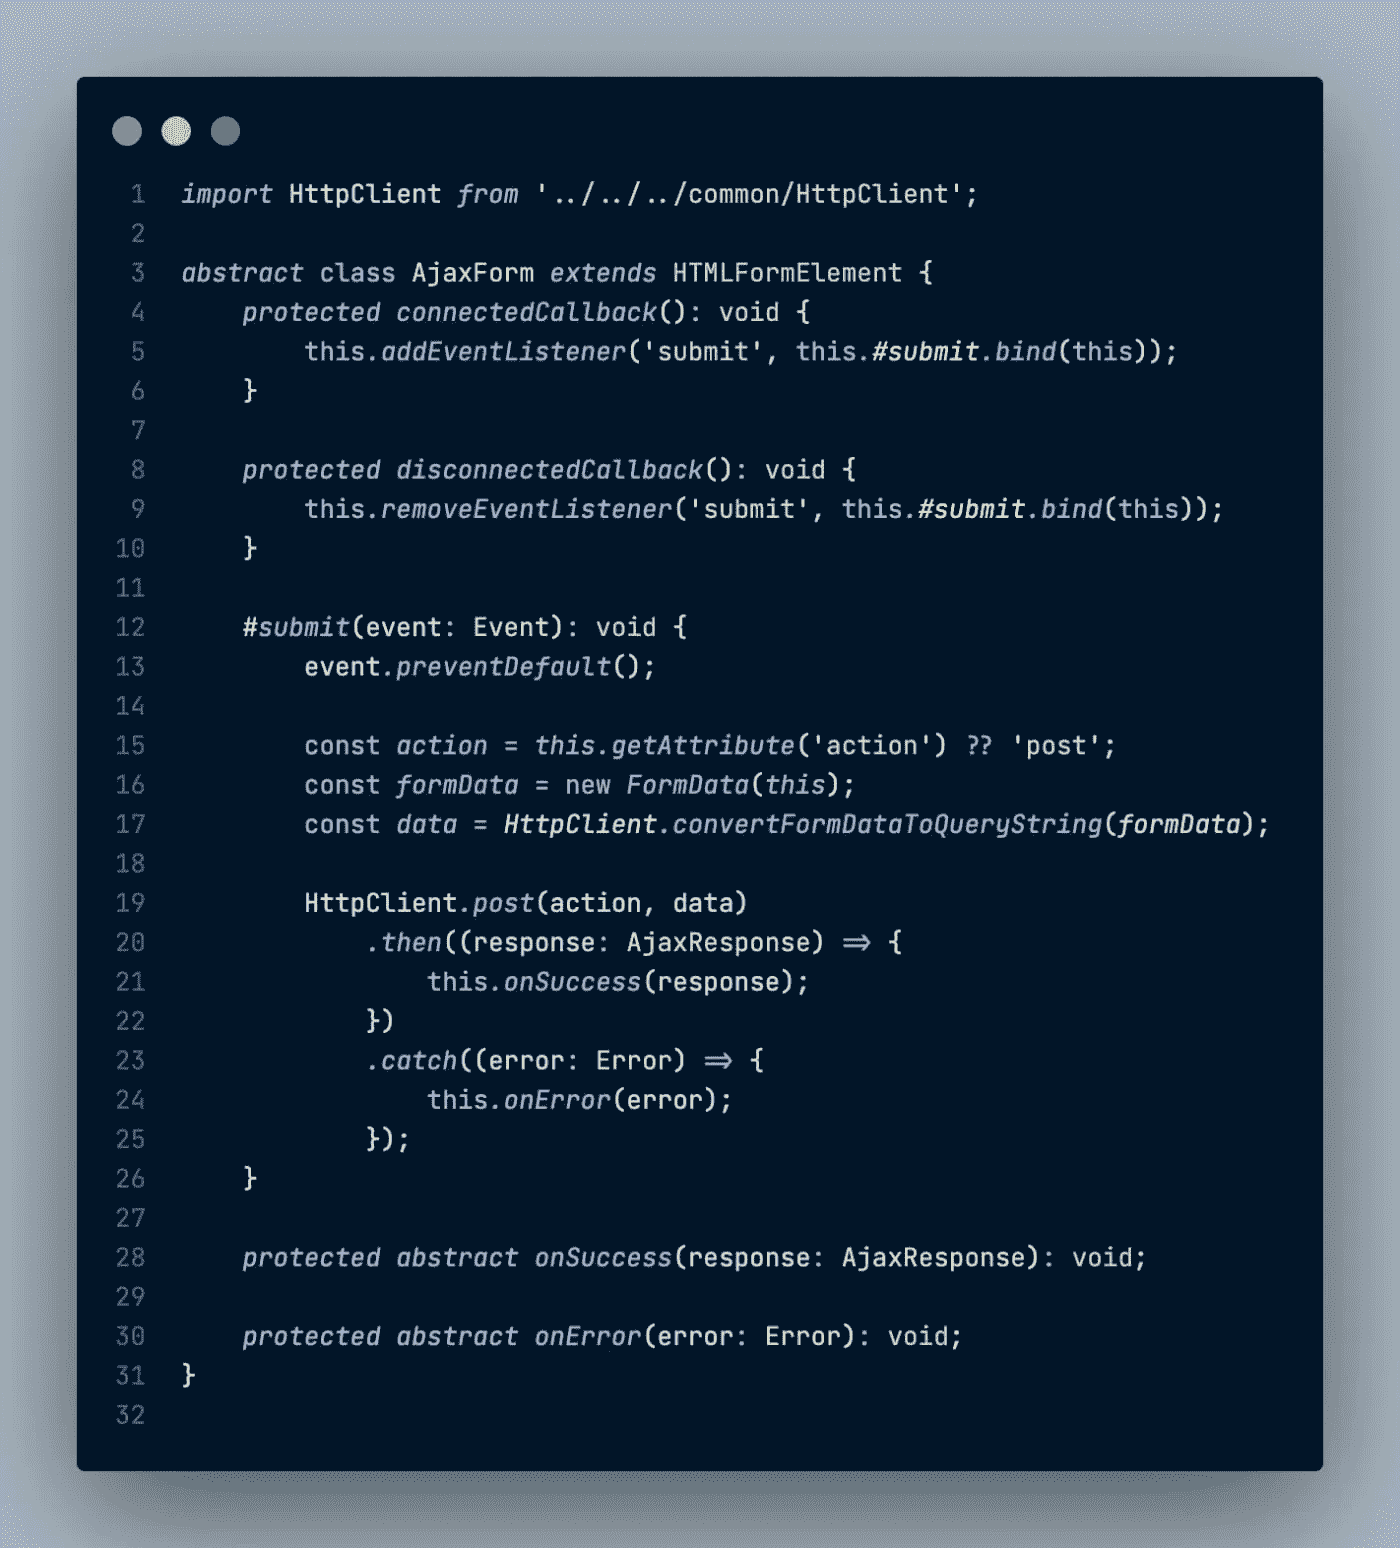 1 import HttpClient from '../../../common/HttpClient';
2
3 abstract class AjaxForm extends HTMLFormElement {
4     protected connectedCallback(): void {
5         this.addEventListener('submit', this.#submit.bind(this));
6     }
7
8     protected disconnectedCallback(): void {
9         this.removeEventListener('submit', this.#submit.bind(this));
10     }
11
12     #submit(event: Event): void {
13         event.preventDefault();
14
15         const action = this.getAttribute('action') ?? 'post';
16         const formData = new FormData(this);
17         const data = HttpClient.convertFormDataToQueryString(formData);
18
19         HttpClient.post(action, data)
20             .then((response: AjaxResponse) => {
21                 this.onSuccess(response);
22             })
23             .catch((error: Error) => {
24                 this.onError(error);
25             });
26     }
27
28     protected abstract onSuccess(response: AjaxResponse): void;
29
30     protected abstract onError(error: Error): void;
31 }
32